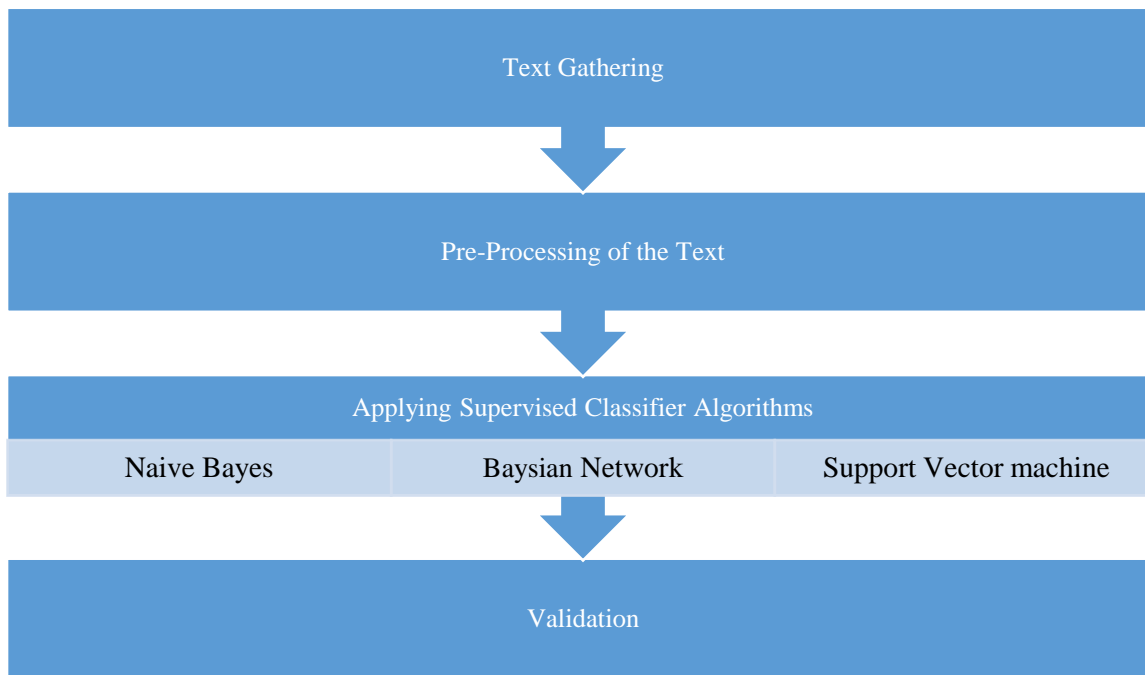 Text Gathering
Pre-Processing of the Text
Applying Supervised Classifier Algorithms
Naive Bayes
Baysian Network
Support Vector machine
Validation